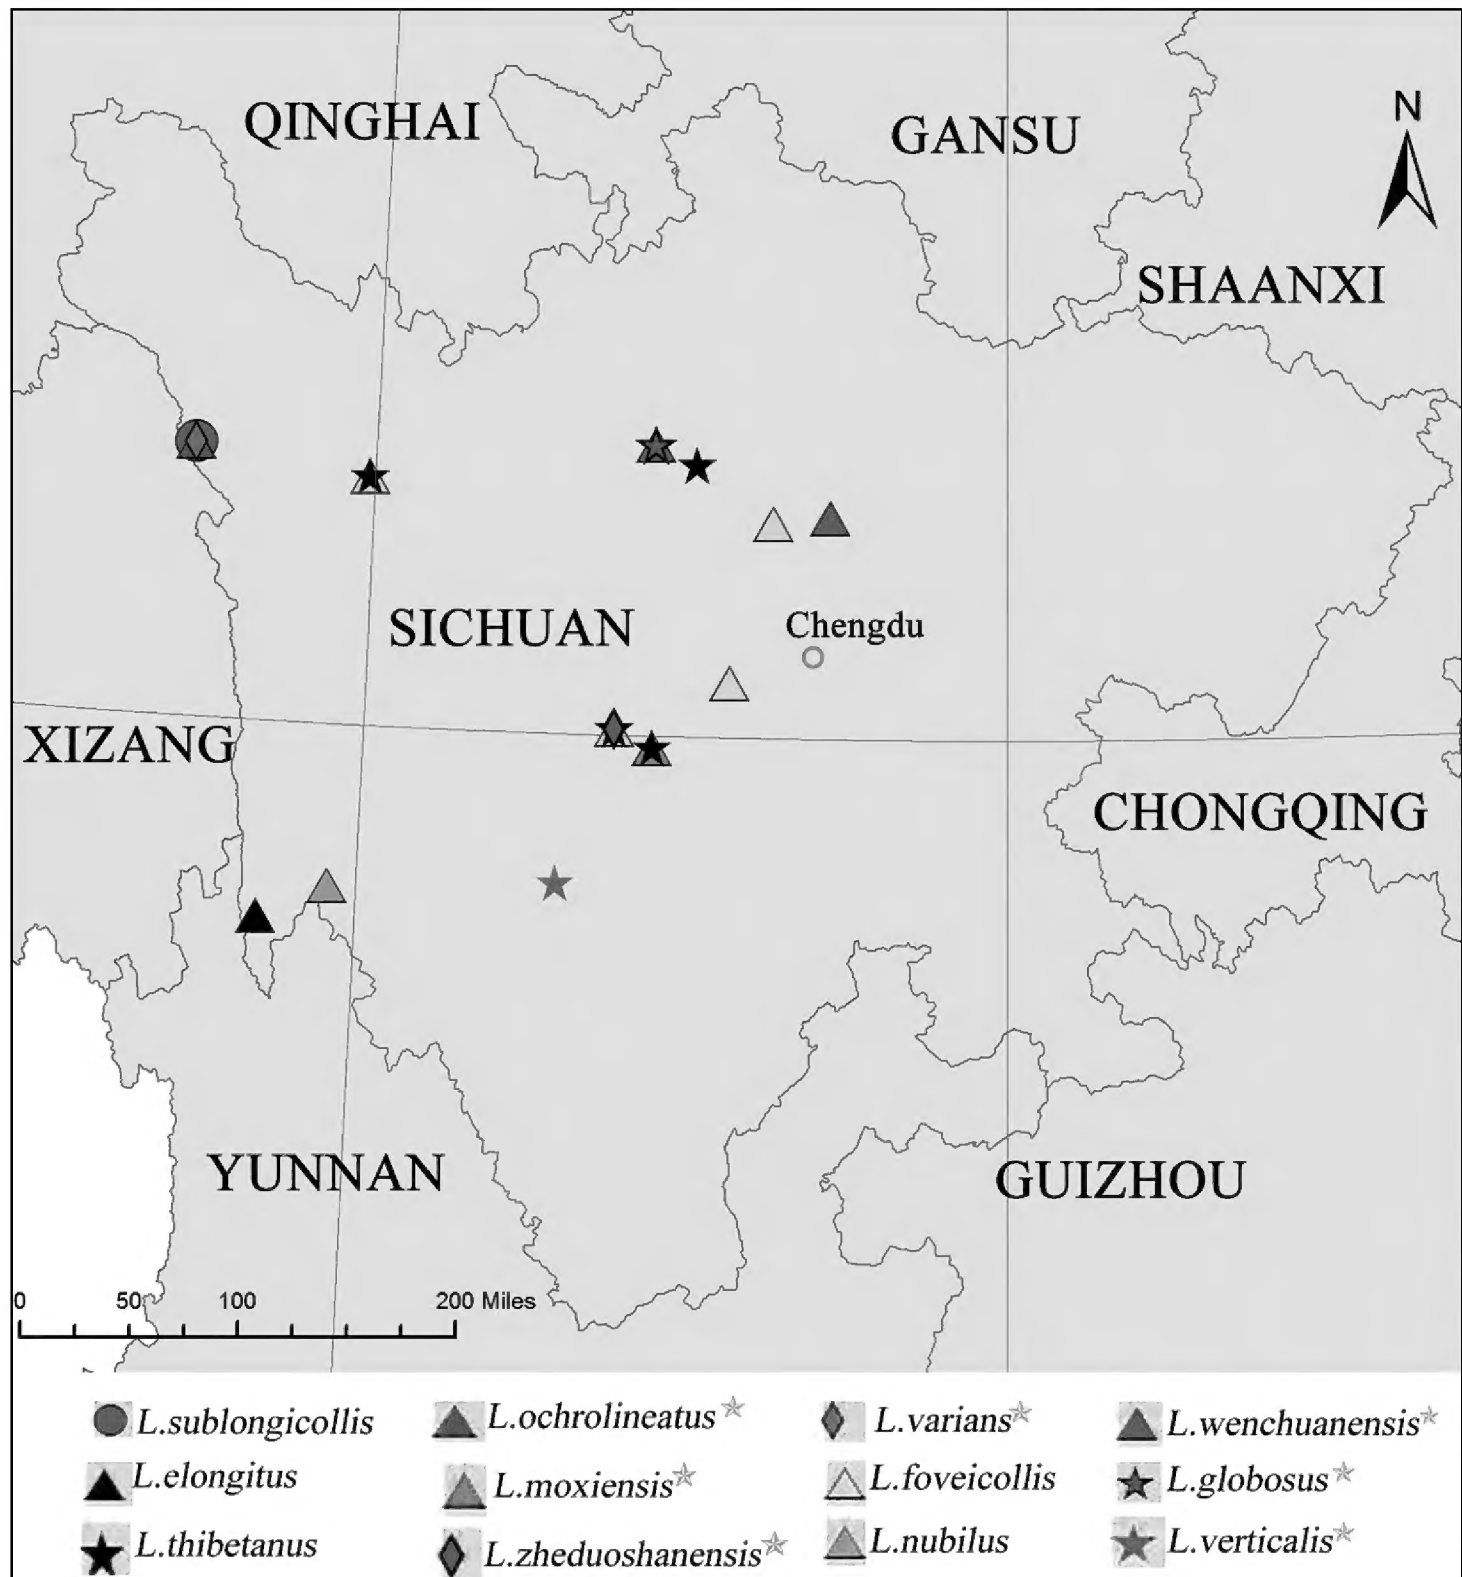 QINGHAI
GANSU
N
SHAANXI
SICHUAN
Chengdu
XIZANG
CHONGQING
YUNNAN
GUIZHOU
0 50 100 200 Miles
L.sublongicollis L.ochrolineatus L.varians L.wenchuanensis
L.elongitus L.moxiensis L.foveicollis L.globosus
L.thibetanus L.zheduoshanensis L.nubilus L.verticalis